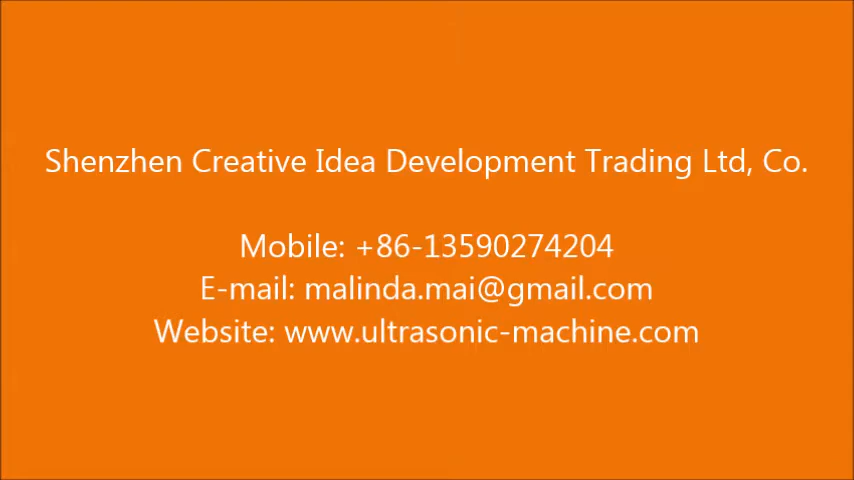 Shenzhen Creative Idea Development Trading Ltd, Co.
Mobile: +86-13590274204
E-mail: malinda.mai@gmail.com
Website: www.ultrasonic-machine.com